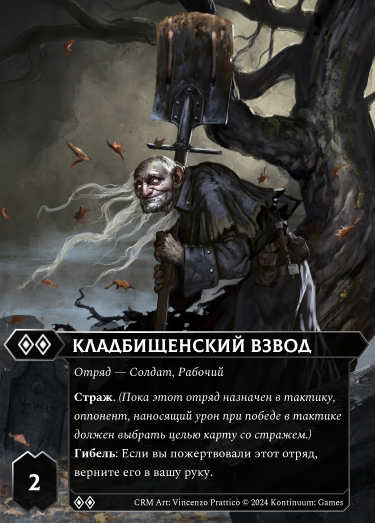 КЛАДБИЩЕНСКИЙ ВЗВОД
Отряд — Солдат, Рабочий
Страж. (Пока этот отряд назначен в тактику,
оппонент, наносящий урон при победе в тактике
должен выбрать целью карту со стражем.)
Гибель: Если вы пожертвовали этот отряд,
верните его в вашу руку.
2
CRM Art: Vincenzo Pratticò © 2024 Kontinuum: Games